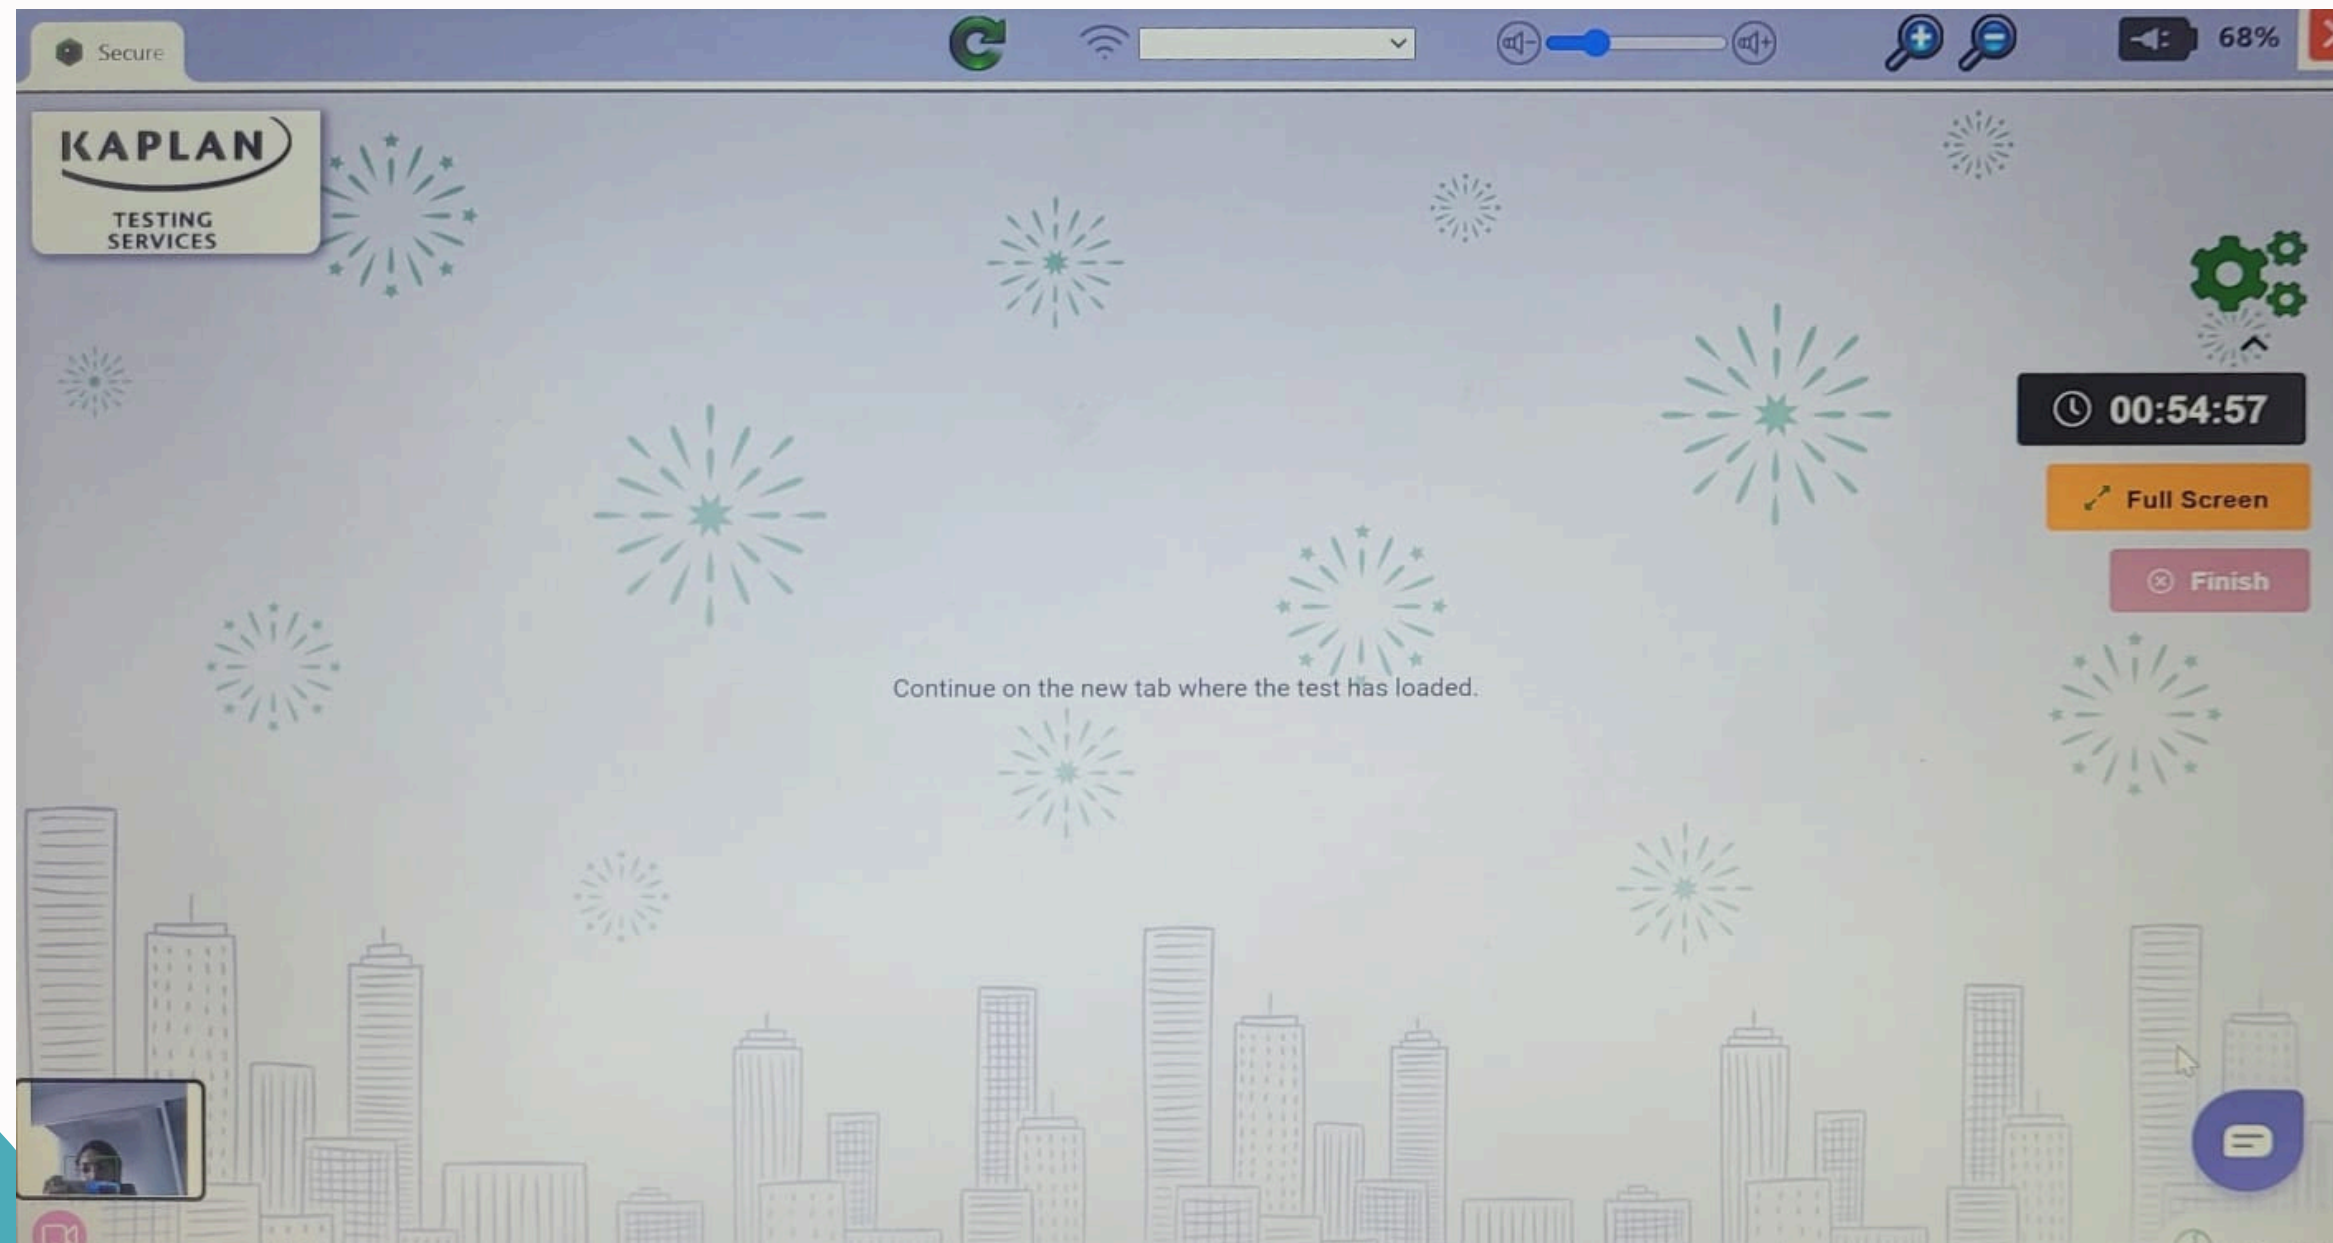 Secure
68%
KAPLAN
TESTING
SERVICES
00:54:57
Full Screen
Finish
Continue on the new tab where the test has loaded.